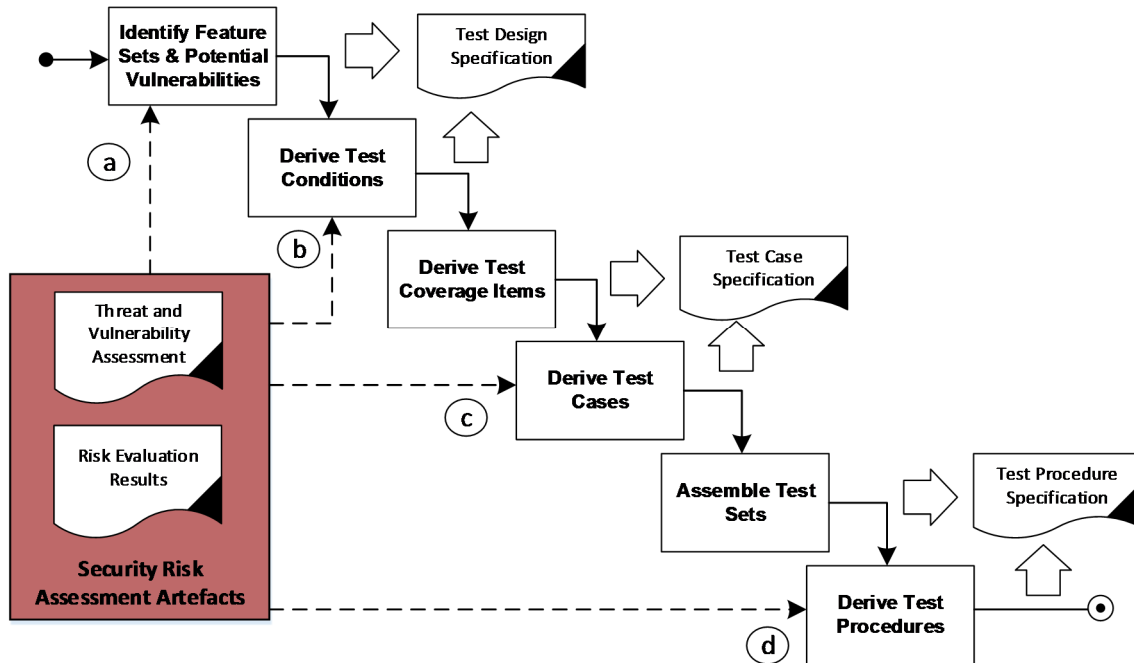 Identify Feature
Sets & Potential
Vulnerabilities
Test Design
Specification
a
Derive Test
Conditions
b
Derive Test
Coverage Items
Test Case
Specification
Threat and
Vulnerability
Assessment
Derive Test
Cases
c
Risk Evaluation
Results
Assemble Test
Sets
Test Procedure
Specification
Security Risk
Assessment Artefacts
Derive Test
Procedures
d